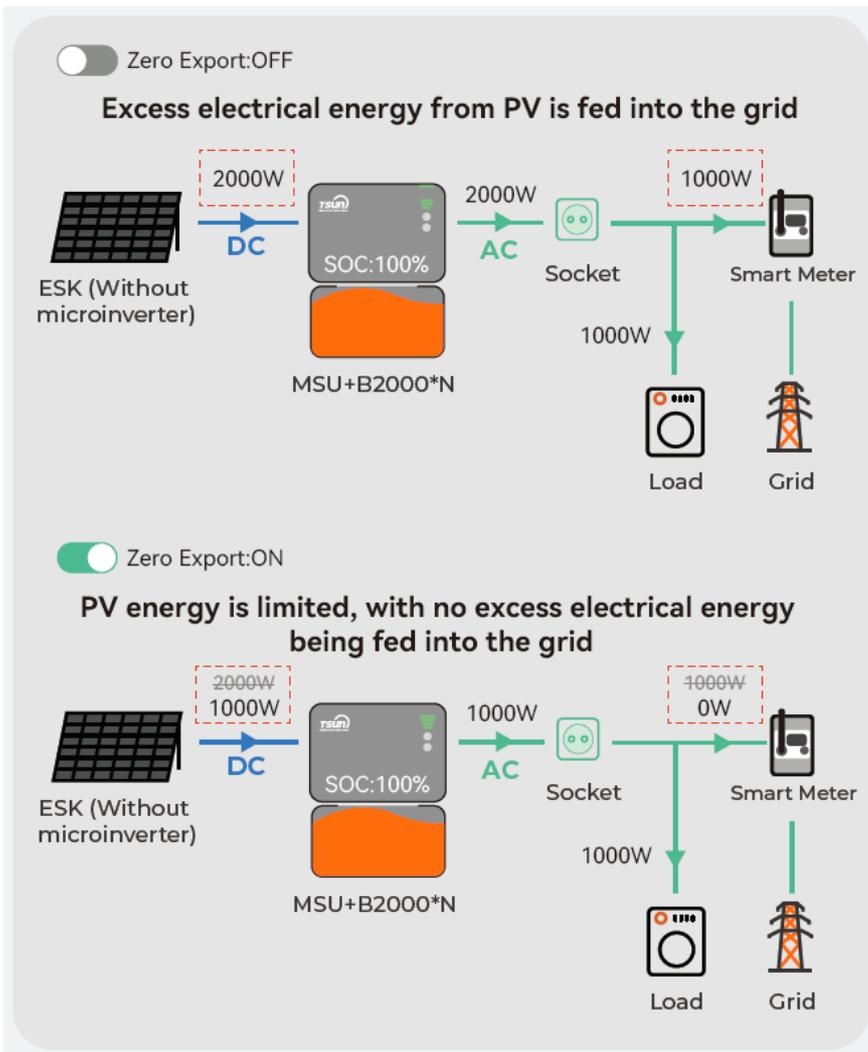 Zero Export:OFF
Excess electrical energy from PV is fed into the grid
2000W
DC
TSUN
SOC:100%
2000W
AC
Socket
1000W
Smart Meter
ESK (Without
microinverter)
1000W
MSU+B2000*N
Load
Grid
Zero Export:ON
PV energy is limited, with no excess electrical energy
being fed into the grid
2000W
1000W
DC
TSUN
SOC:100%
1000W
AC
Socket
1000W
0W
Smart Meter
ESK (Without
microinverter)
1000W
MSU+B2000*N
Load
Grid